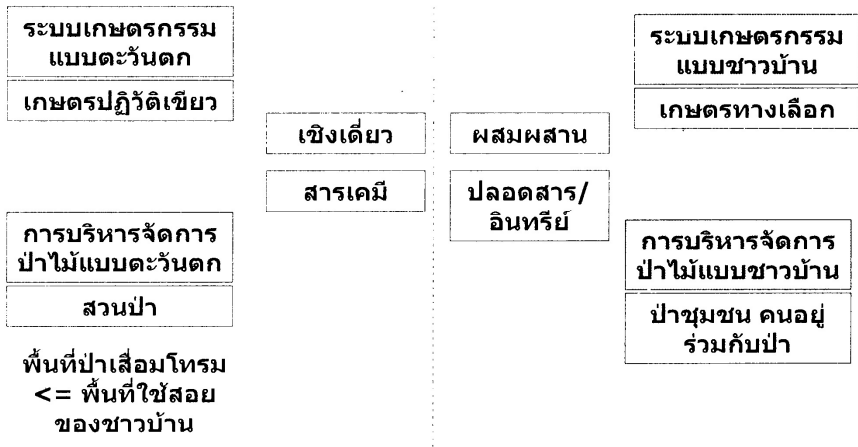 ระบบเกษตรกรรม
แบบตะวันตก
เกษตรปฏิวัติเขียว
เชิงเดี่ยว
สารเคมี
การบริหารจัดการ
ป่าไม้แบบตะวันตก
สวนป่า
พื้นที่ป่าเสื่อมโทรม
<= พื้นที่ใช้สอย
ของชาวบ้าน
ระบบเกษตรกรรม
แบบชาวบ้าน
เกษตรทางเลือก
ผสมผสาน
ปลอดสาร/
อินทรีย์
การบริหารจัดการ
ป่าไม้แบบชาวบ้าน
ป่าชุมชน คนอยู่
ร่วมกับป่า